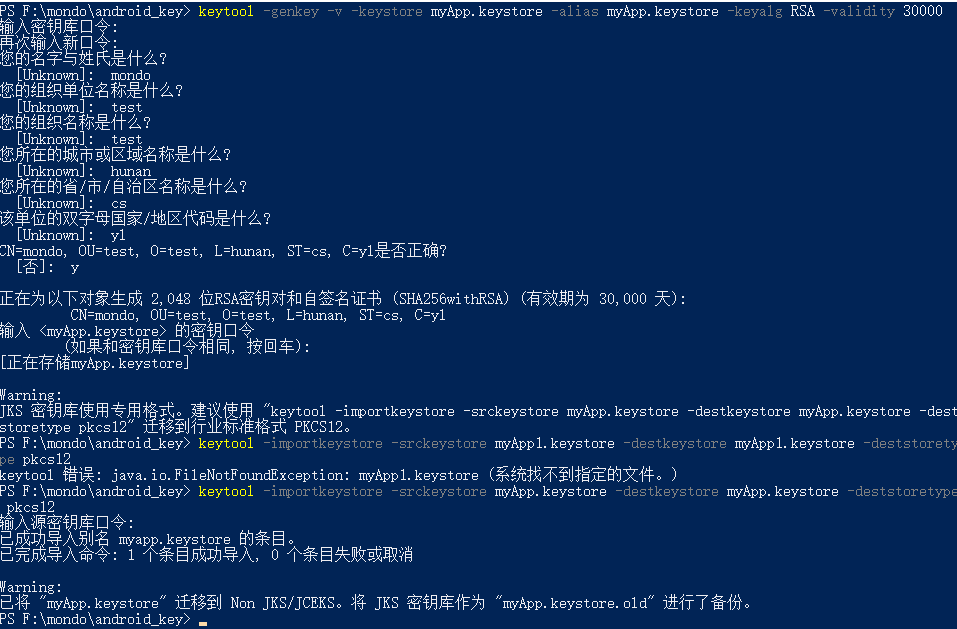 PS F:\mondo\android_key> keytool -genkey -v -keystore myApp.keystore -alias myApp.keystore -keyalg RSA -validity 30000
输入密钥库口令:
再次输入新口令:
您的名字与姓氏是什么?
  [Unknown]:  mondo
您的组织单位名称是什么?
  [Unknown]:  test
您的组织名称是什么?
  [Unknown]:  test
您所在的城市或区域名称是什么?
  [Unknown]:  hunan
您所在的省/市/自治区名称是什么?
  [Unknown]:  cs
该单位的双字母国家/地区代码是什么?
  [Unknown]:  yl
CN=mondo, OU=test, O=test, L=hunan, ST=cs, C=yl是否正确?
  [否]:  y
正在为以下对象生成 2,048 位RSA密钥对和自签名证书 (SHA256withRSA) (有效期为 30,000 天):
         CN=mondo, OU=test, O=test, L=hunan, ST=cs, C=yl
输入 <myApp.keystore> 的密钥口令
        (如果和密钥库口令相同, 按回车):
[正在存储myApp.keystore]
Warning:
JKS 密钥库使用专用格式。建议使用 "keytool -importkeystore -srckeystore myApp.keystore -destkeystore myApp.keystore -dest
storetype pkcs12" 迁移到行业标准格式 PKCS12。
PS F:\mondo\android_key> keytool -importkeystore -srckeystore myApp1.keystore -destkeystore myApp1.keystore -deststorety
pe pkcs12
keytool 错误: java.io.FileNotFoundException: myApp1.keystore (系统找不到指定的文件。)
PS F:\mondo\android_key> keytool -importkeystore -srckeystore myApp.keystore -destkeystore myApp.keystore -deststoretype
 pkcs12
输入源密钥库口令:
已成功导入别名 myapp.keystore 的条目。
已完成导入命令: 1 个条目成功导入, 0 个条目失败或取消
Warning:
已将 "myApp.keystore" 迁移到 Non JKS/JCEKS。将 JKS 密钥库作为 "myApp.keystore.old" 进行了备份。
PS F:\mondo\android_key>